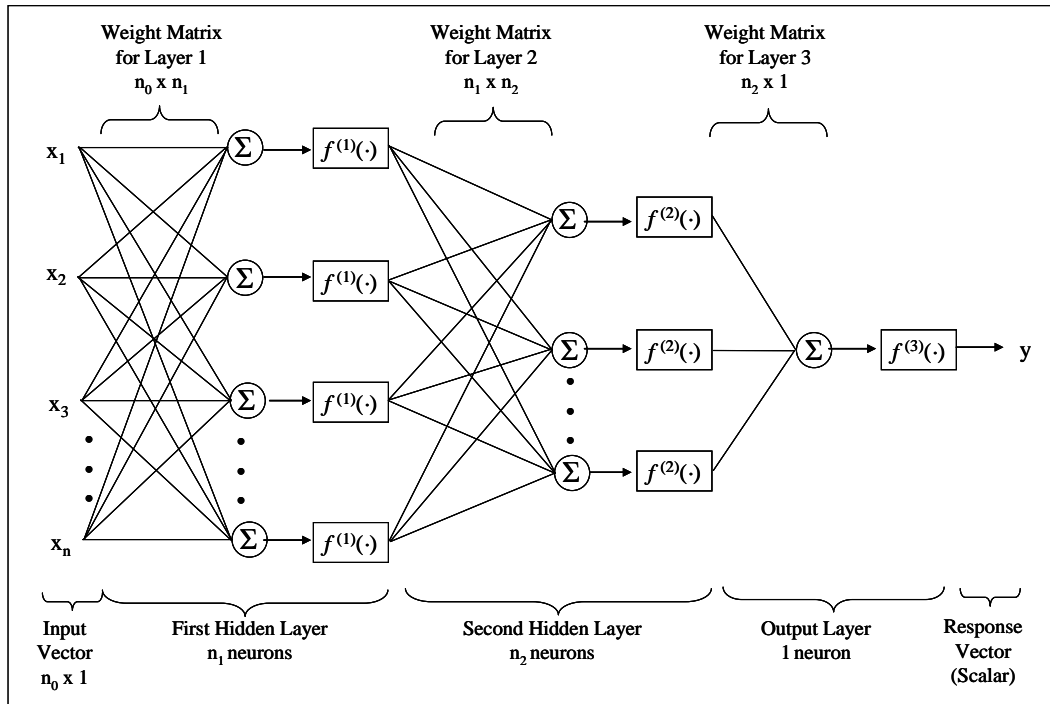 Weight Matrix
for Layer 1
n₀ x n₁
Weight Matrix
for Layer 2
n₁ x n₂
Weight Matrix
for Layer 3
n₂ x 1
x₁
Σ
f⁽¹⁾(·)
Σ
f⁽²⁾(·)
x₂
Σ
f⁽¹⁾(·)
Σ
f⁽²⁾(·)
Σ
f⁽³⁾(·)
y
x₃
Σ
f⁽¹⁾(·)
Σ
f⁽²⁾(·)
xₙ
Σ
f⁽¹⁾(·)
Input
Vector
n₀ x 1
First Hidden Layer
n₁ neurons
Second Hidden Layer
n₂ neurons
Output Layer
1 neuron
Response
Vector
(Scalar)